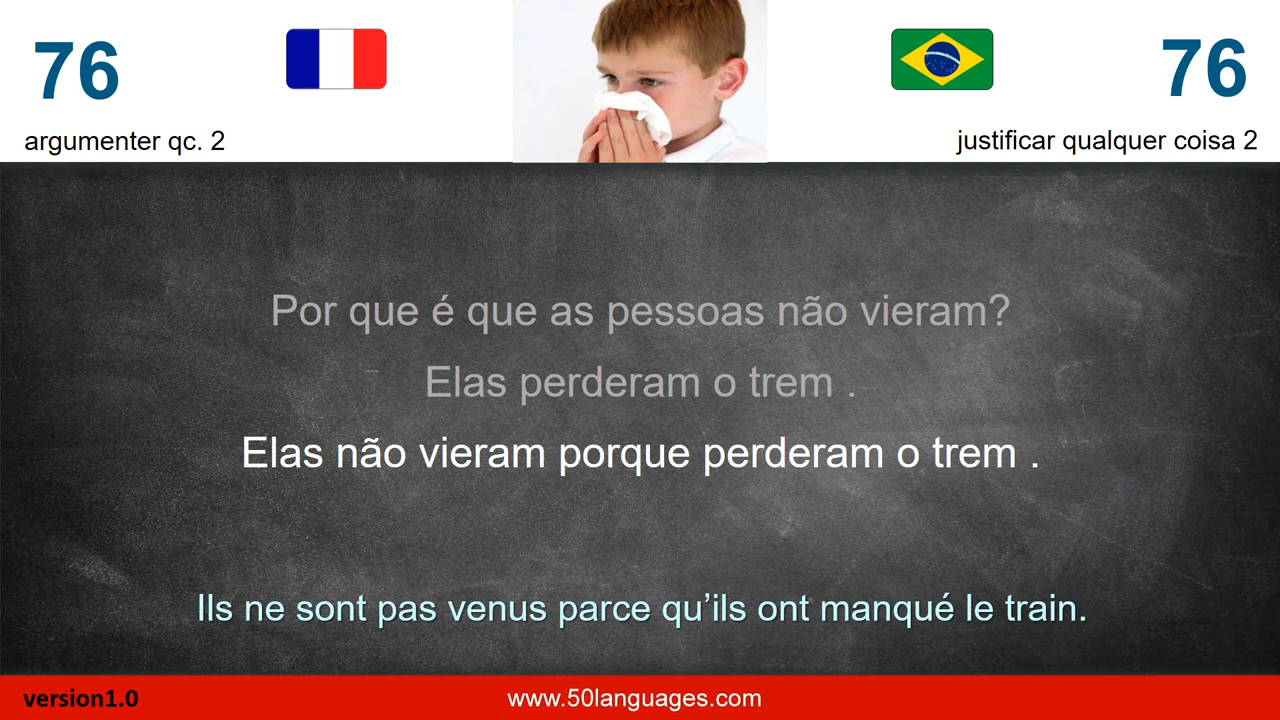 76
76
argumenter qc. 2
justificar qualquer coisa 2
Por que é que as pessoas não vieram?
Elas perderam o trem .
Elas não vieram porque perderam o trem .
Ils ne sont pas venus parce qu’ils ont manqué le train.
version1.0
www.50languages.com